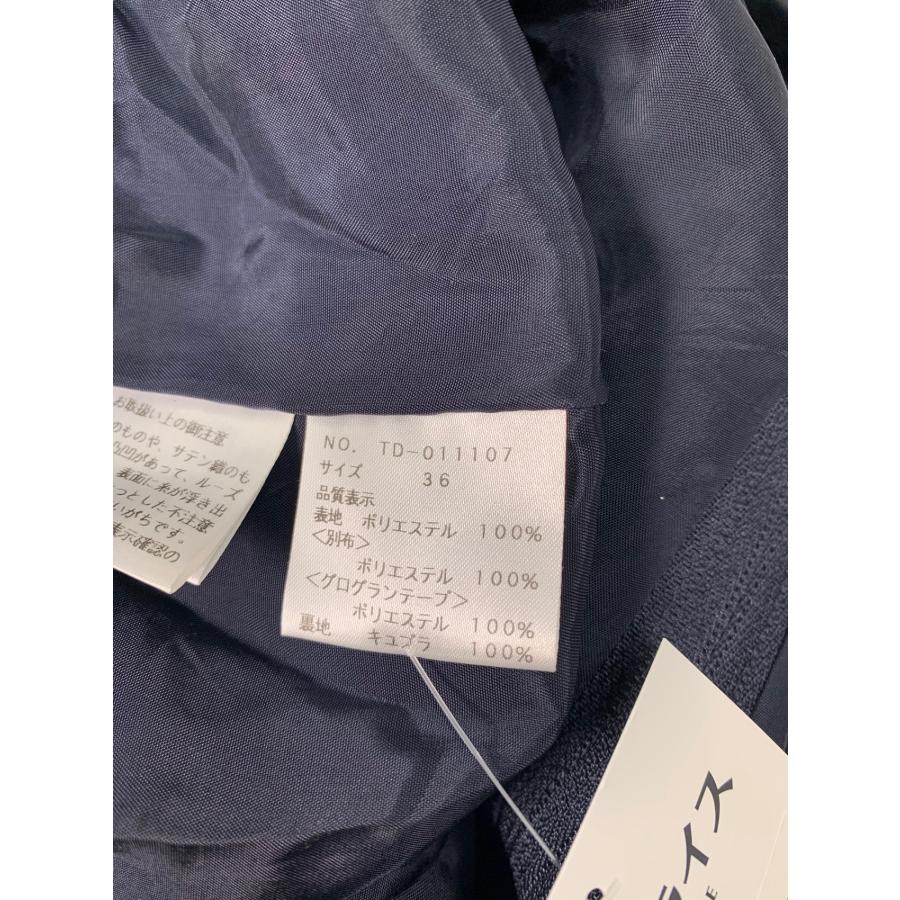 お取扱い上の御注意
のものや、サテン織のも
凸凹があって、ルーズ
表面に糸が浮き出
っとした不注意
いがちです。
表示確認の
NO. TD-011107
サイズ 36
品質表示
表地 ポリエステル 100%
<別布>
ポリエステル 100%
<グログランテープ>
ポリエステル 100%
裏地 キュプラ 100%
ライス
E